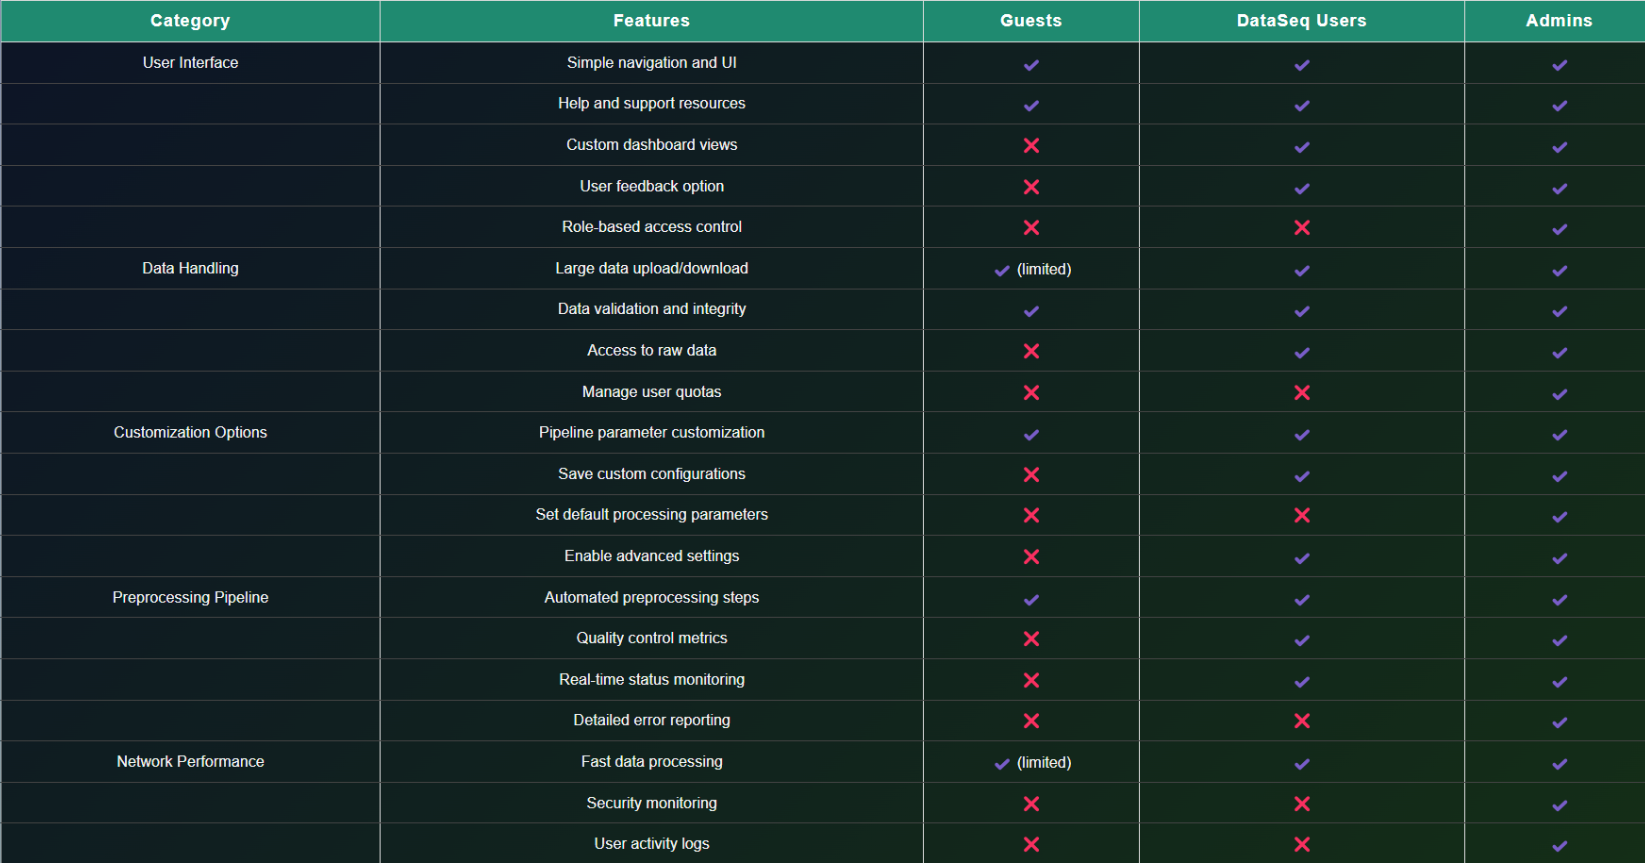 Category Features Guests DataSeq Users Admins
User Interface Simple navigation and UI ✓ ✓ ✓
Help and support resources ✓ ✓ ✓
Custom dashboard views ✗ ✓ ✓
User feedback option ✗ ✓ ✓
Role-based access control ✗ ✗ ✓
Data Handling Large data upload/download ✓ (limited) ✓ ✓
Data validation and integrity ✓ ✓ ✓
Access to raw data ✗ ✓ ✓
Manage user quotas ✗ ✗ ✓
Customization Options Pipeline parameter customization ✓ ✓ ✓
Save custom configurations ✗ ✓ ✓
Set default processing parameters ✗ ✗ ✓
Enable advanced settings ✗ ✓ ✓
Preprocessing Pipeline Automated preprocessing steps ✓ ✓ ✓
Quality control metrics ✗ ✓ ✓
Real-time status monitoring ✗ ✓ ✓
Detailed error reporting ✗ ✗ ✓
Network Performance Fast data processing ✓ (limited) ✓ ✓
Security monitoring ✗ ✗ ✓
User activity logs ✗ ✗ ✓